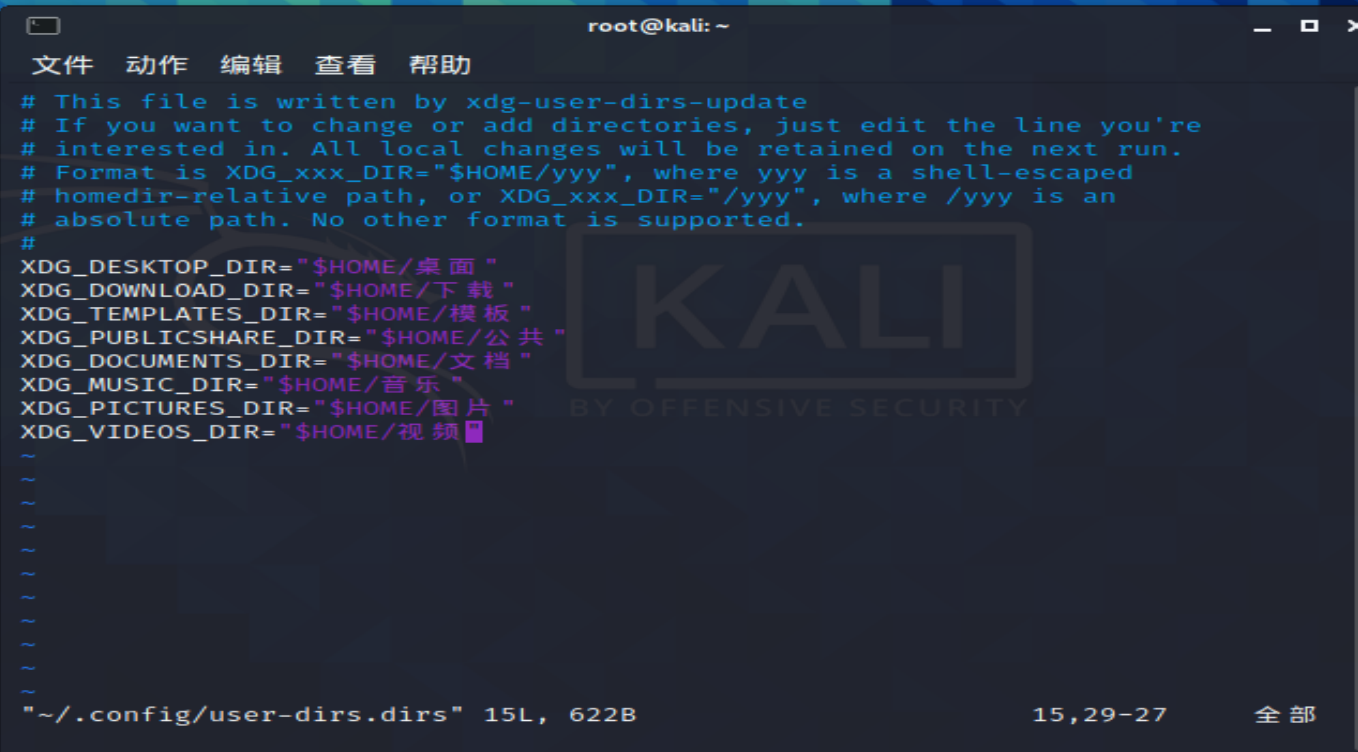 root@kali: ~
文件 动作 编辑 查看 帮助
# This file is written by xdg-user-dirs-update
# If you want to change or add directories, just edit the line you're
# interested in. All local changes will be retained on the next run.
# Format is XDG_xxx_DIR="$HOME/yyy", where yyy is a shell-escaped
# homedir-relative path, or XDG_xxx_DIR="/yyy", where /yyy is an
# absolute path. No other format is supported.
#
XDG_DESKTOP_DIR="$HOME/桌面"
XDG_DOWNLOAD_DIR="$HOME/下载"
XDG_TEMPLATES_DIR="$HOME/模板"
XDG_PUBLICSHARE_DIR="$HOME/公共"
XDG_DOCUMENTS_DIR="$HOME/文档"
XDG_MUSIC_DIR="$HOME/音乐"
XDG_PICTURES_DIR="$HOME/图片"
XDG_VIDEOS_DIR="$HOME/视频"
~
~
~
~
~
~
~
~
~
~
~
"~/.config/user-dirs.dirs" 15L, 622B 15,29-27 全部
KALI
BY OFFENSIVE SECURITY